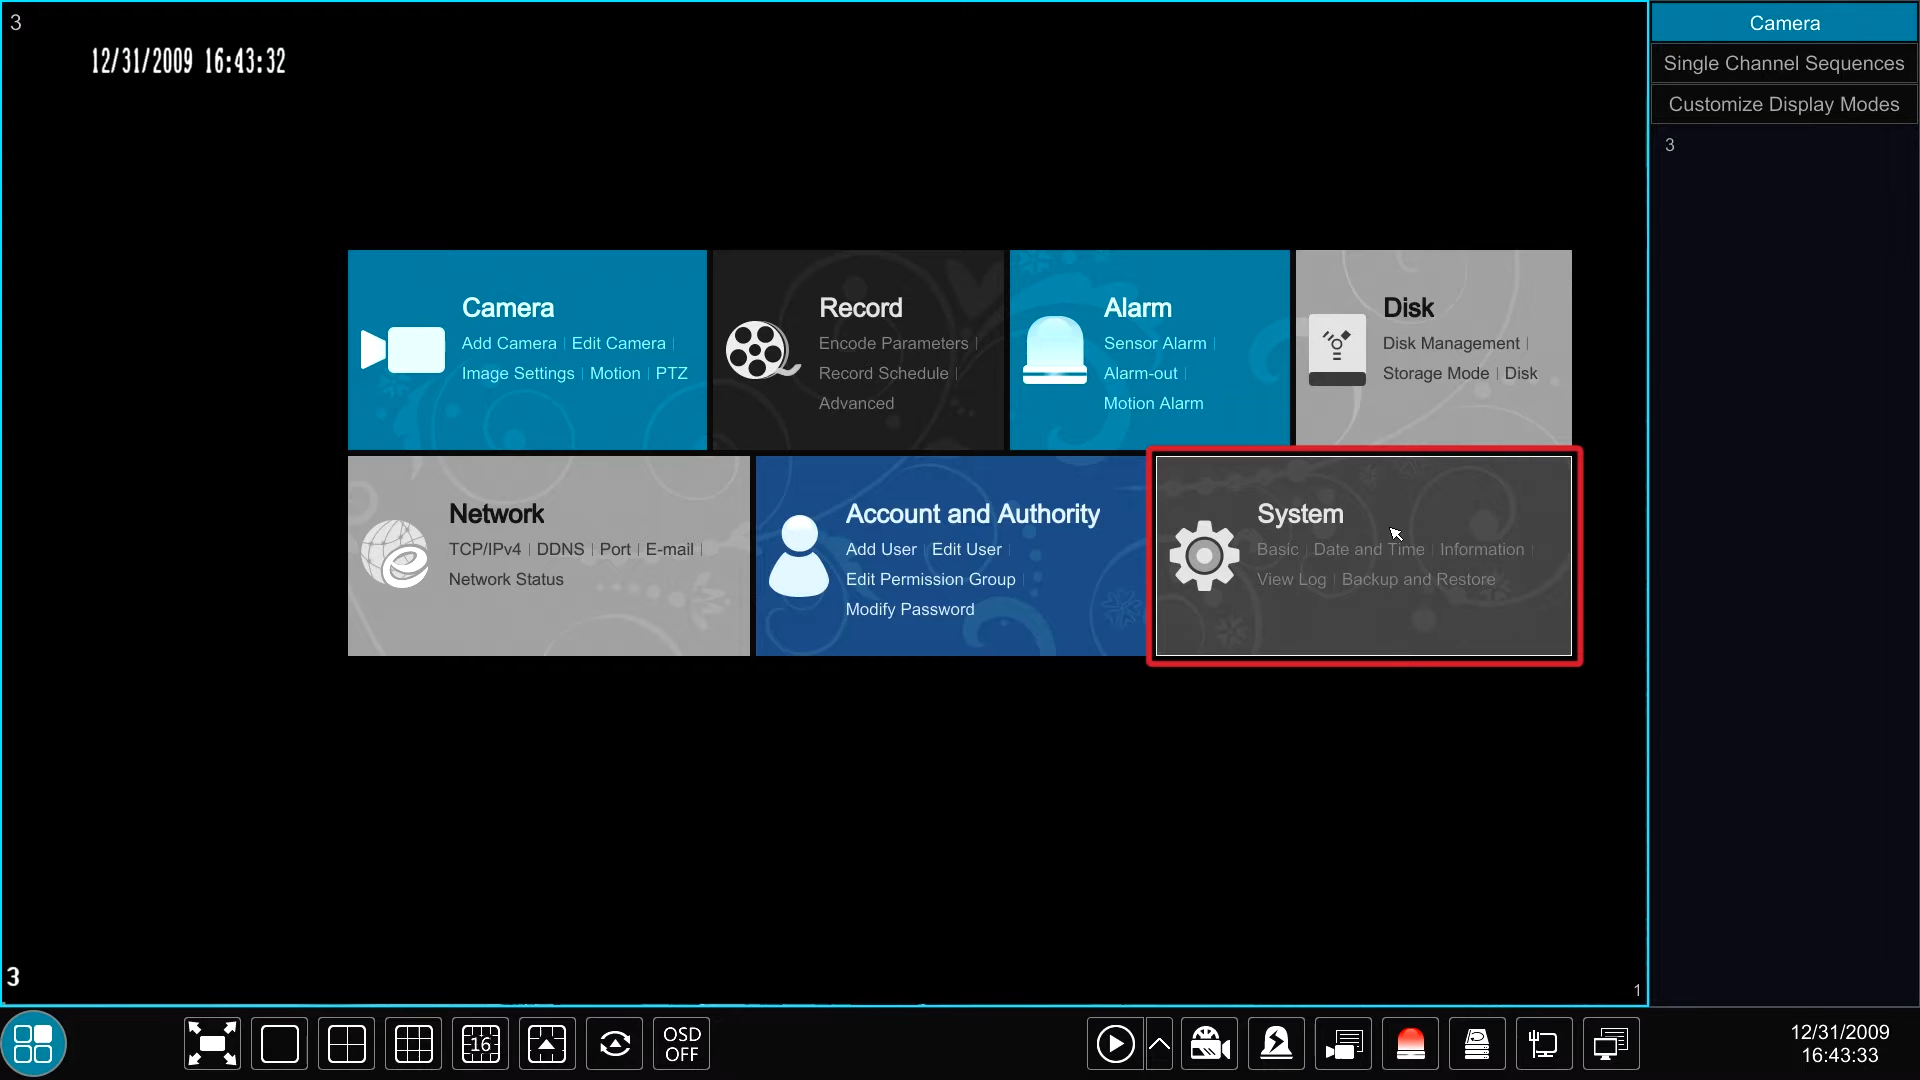 3
12/31/2009 16:43:32
Camera
Single Channel Sequences
Customize Display Modes
3
Camera
Add Camera | Edit Camera |
Image Settings | Motion | PTZ
Record
Encode Parameters |
Record Schedule |
Advanced
Alarm
Sensor Alarm |
Alarm-out |
Motion Alarm
Disk
Disk Management |
Storage Mode | Disk
Network
TCP/IPv4 | DDNS | Port | E-mail |
Network Status
Account and Authority
Add User | Edit User |
Edit Permission Group |
Modify Password
System
Basic | Date and Time | Information |
View Log | Backup and Restore
3
1
16
OSD
OFF
12/31/2009
16:43:33